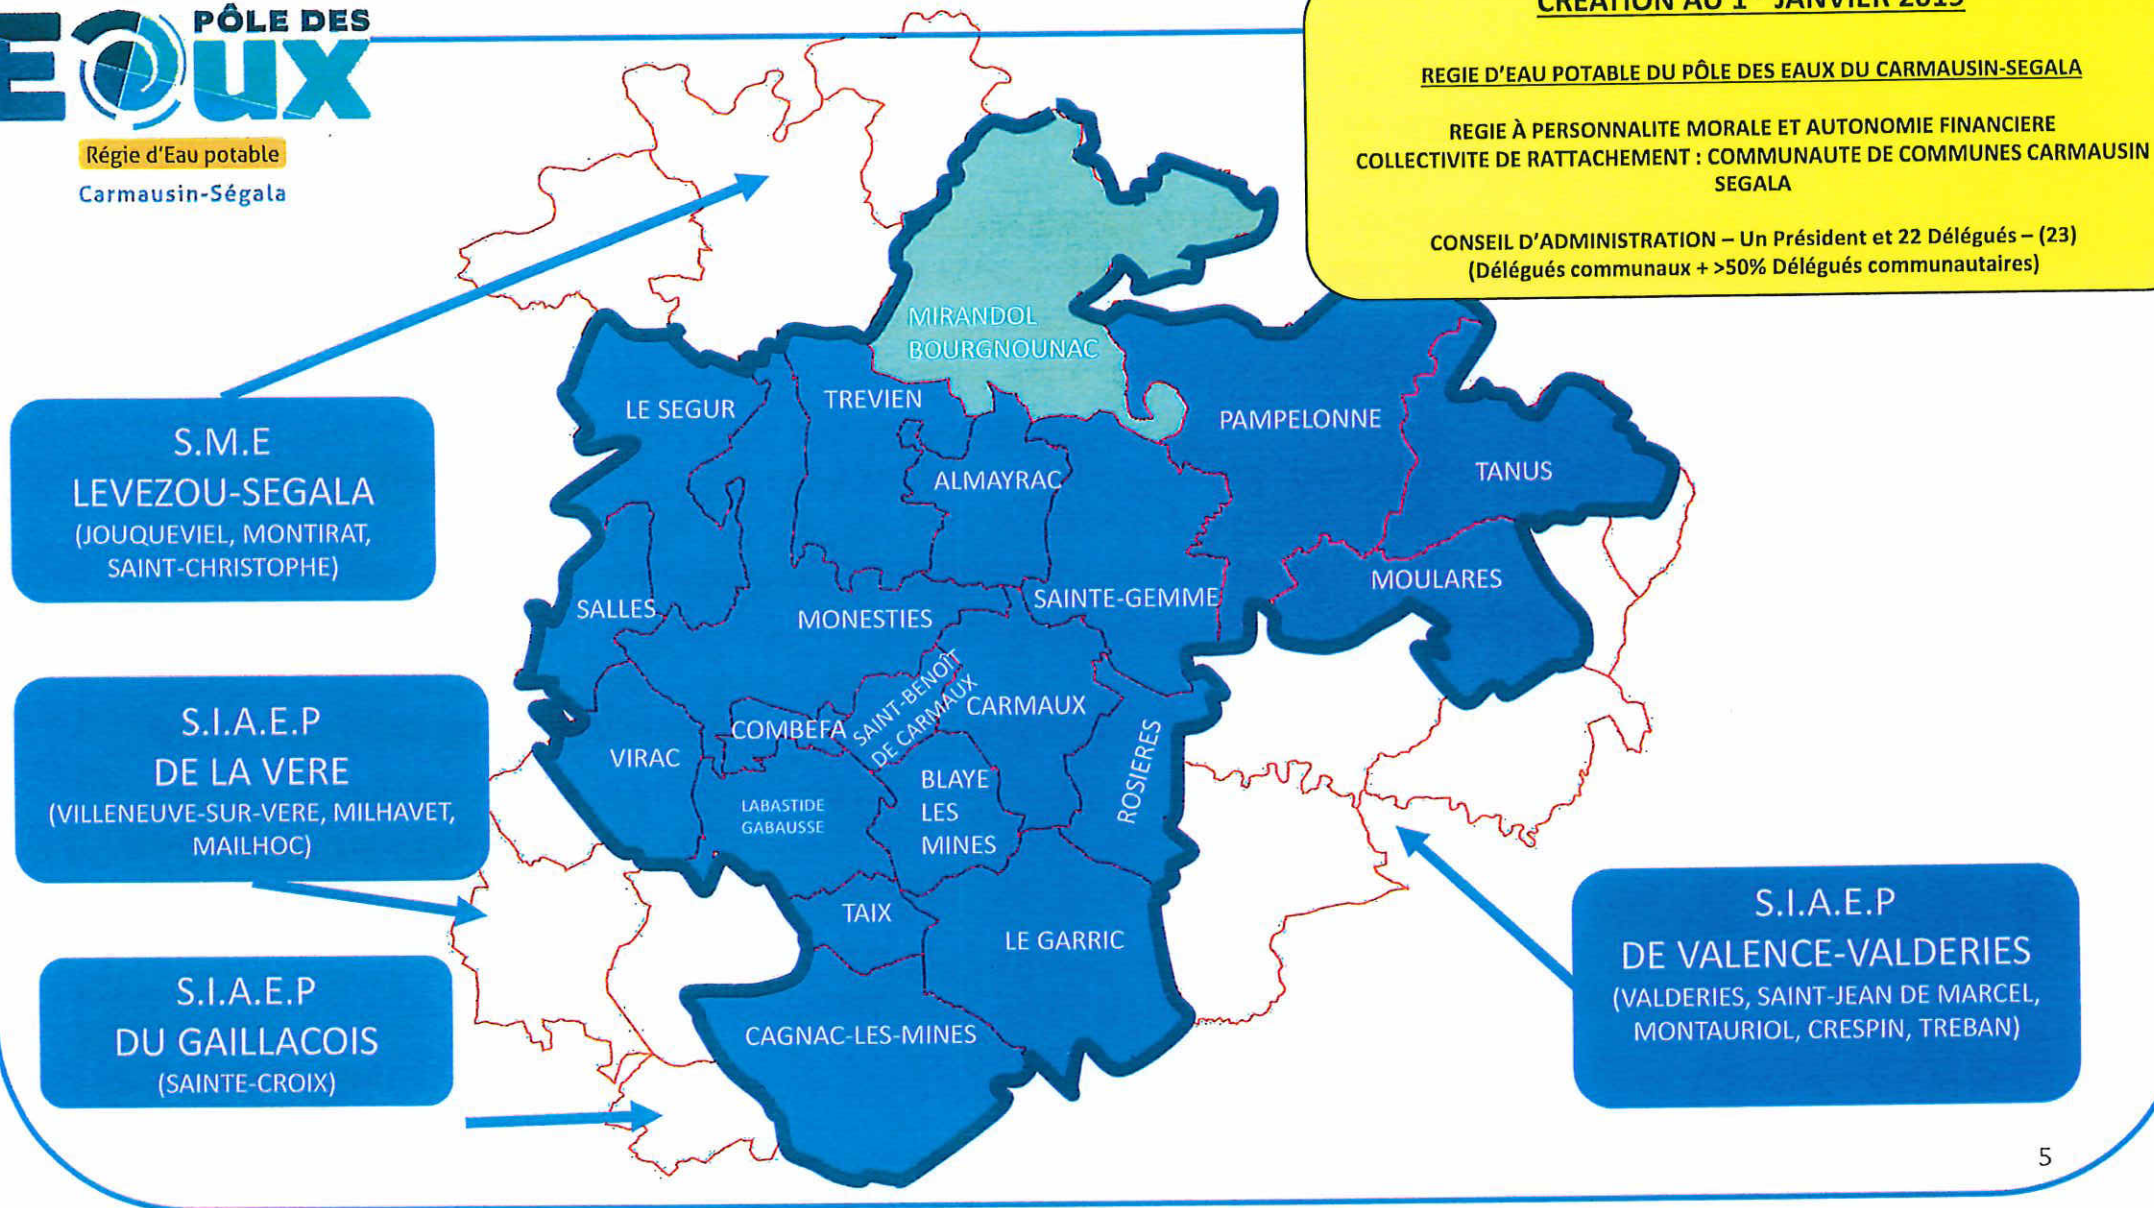 PÔLE DES
EAUX
Régie d'Eau potable
Carmausin-Ségala
REGIE D'EAU POTABLE DU PÔLE DES EAUX DU CARMAUSIN-SEGALA
REGIE À PERSONNALITE MORALE ET AUTONOMIE FINANCIERE
COLLECTIVITE DE RATTACHEMENT : COMMUNAUTE DE COMMUNES CARMAUSIN
SEGALA
CONSEIL D'ADMINISTRATION – Un Président et 22 Délégués – (23)
(Délégués communaux + >50% Délégués communautaires)
MIRANDOL
BOURGNOUNAC
LE SEGUR
TREVIEN
PAMPELONNE
ALMAYRAC
TANUS
MOULARES
SALLES
MONESTIES
SAINTE-GEMME
SAINT-BENOÎT
DE CARMAUX
CARMAUX
COMBEFA
VIRAC
ROSIERES
LABASTIDE
GABAUSSE
BLAYE
LES
MINES
TAIX
LE GARRIC
CAGNAC-LES-MINES
S.M.E
LEVEZOU-SEGALA
(JOUQUEVIEL, MONTIRAT,
SAINT-CHRISTOPHE)
S.I.A.E.P
DE LA VERE
(VILLENEUVE-SUR-VERE, MILHAVET,
MAILHOC)
S.I.A.E.P
DU GAILLACOIS
(SAINTE-CROIX)
S.I.A.E.P
DE VALENCE-VALDERIES
(VALDERIES, SAINT-JEAN DE MARCEL,
MONTAURIOL, CRESPIN, TREBAN)
5